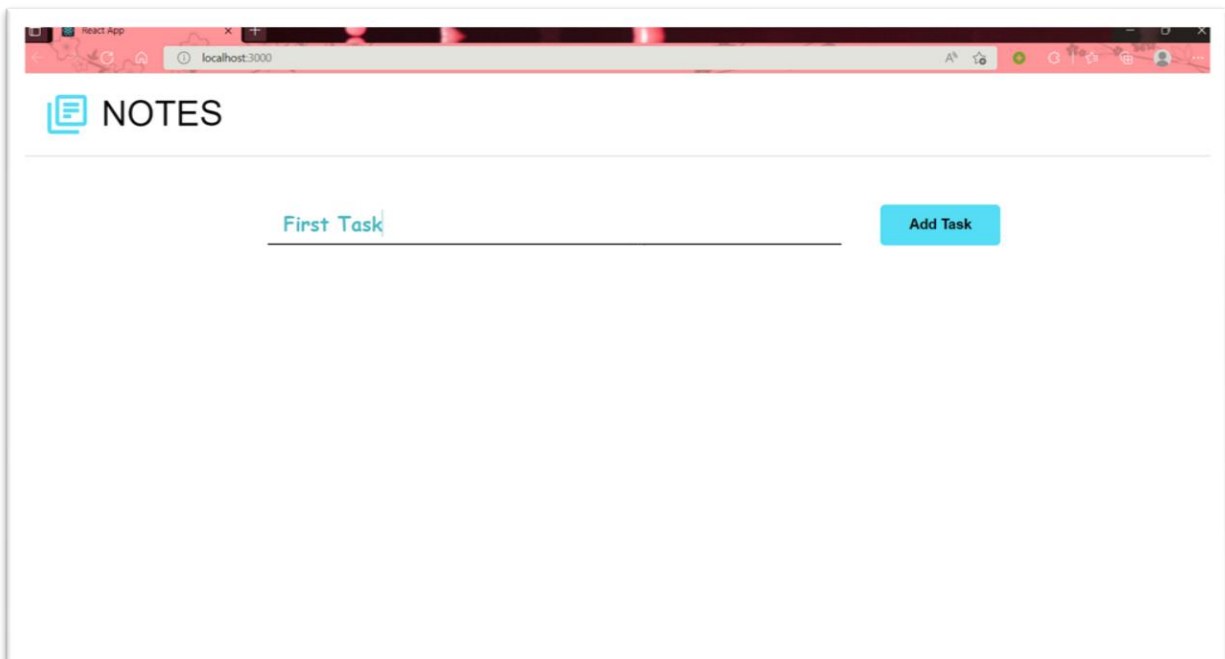 React App
localhost:3000
NOTES
First Task
Add Task